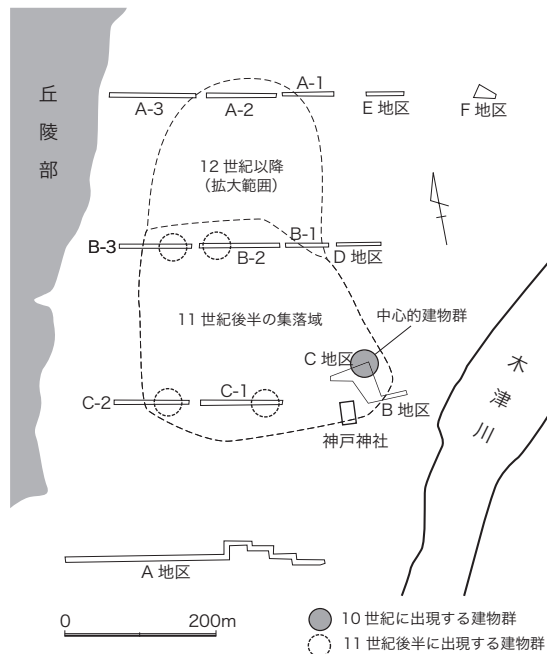 丘陵部
A-3
A-2
A-1
E 地区
F 地区
12 世紀以降
(拡大範囲)
B-3
B-2
B-1
D 地区
11 世紀後半の集落域
中心的建物群
C 地区
B 地区
C-2
C-1
神戸神社
木津川
A 地区
0 200m
10 世紀に出現する建物群
11 世紀後半に出現する建物群